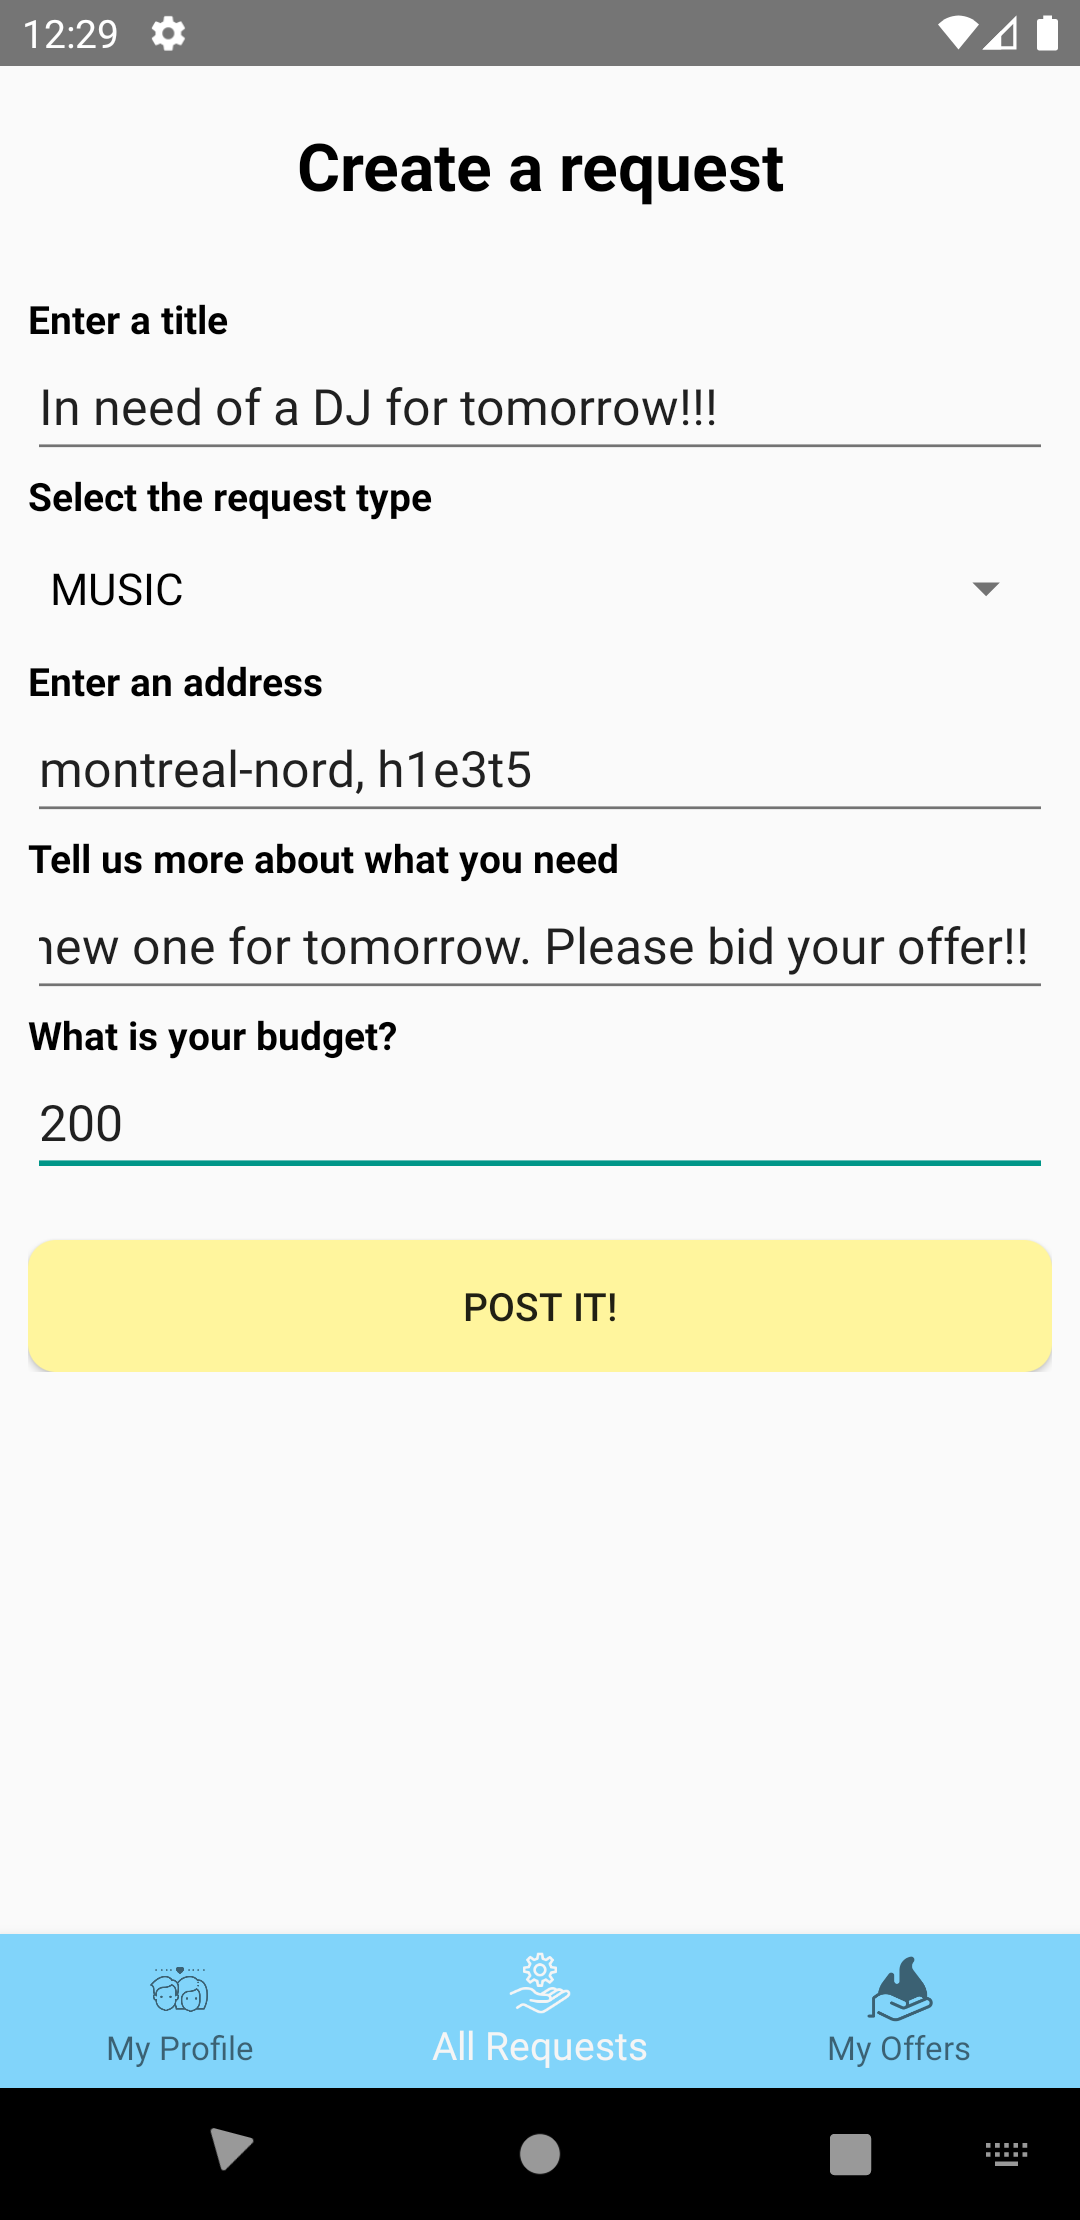 12:29
Create a request
Enter a title
In need of a DJ for tomorrow!!!
Select the request type
MUSIC
Enter an address
montreal-nord, h1e3t5
Tell us more about what you need
one for tomorrow. Please bid your offer!!
What is your budget?
200
POST IT!
My Profile
All Requests
My Offers